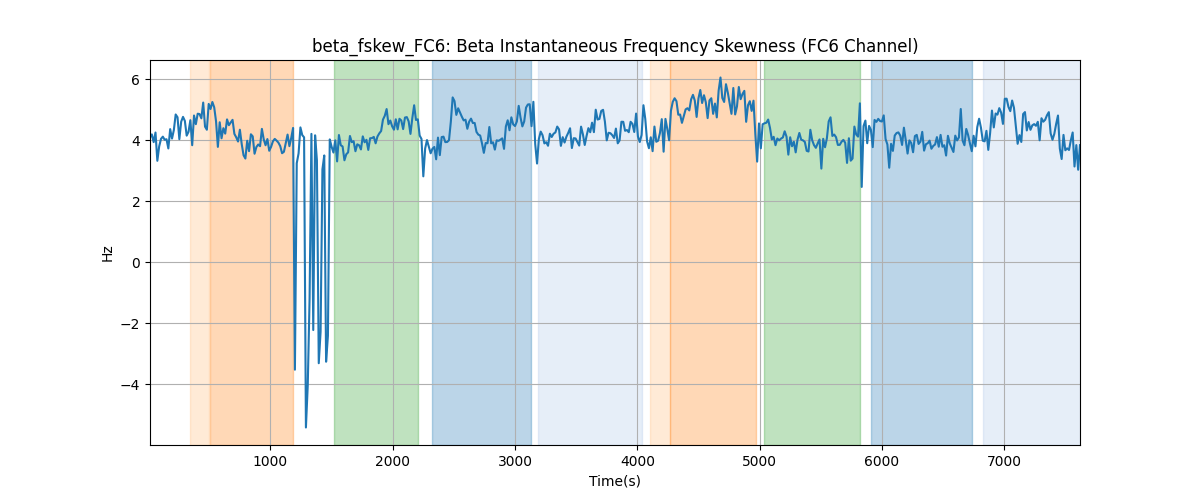 beta_fskew_FC6: Beta Instantaneous Frequency Skewness (FC6 Channel)
Hz
6
4
2
0
−2
−4
1000 2000 3000 4000 5000 6000 7000
Time(s)